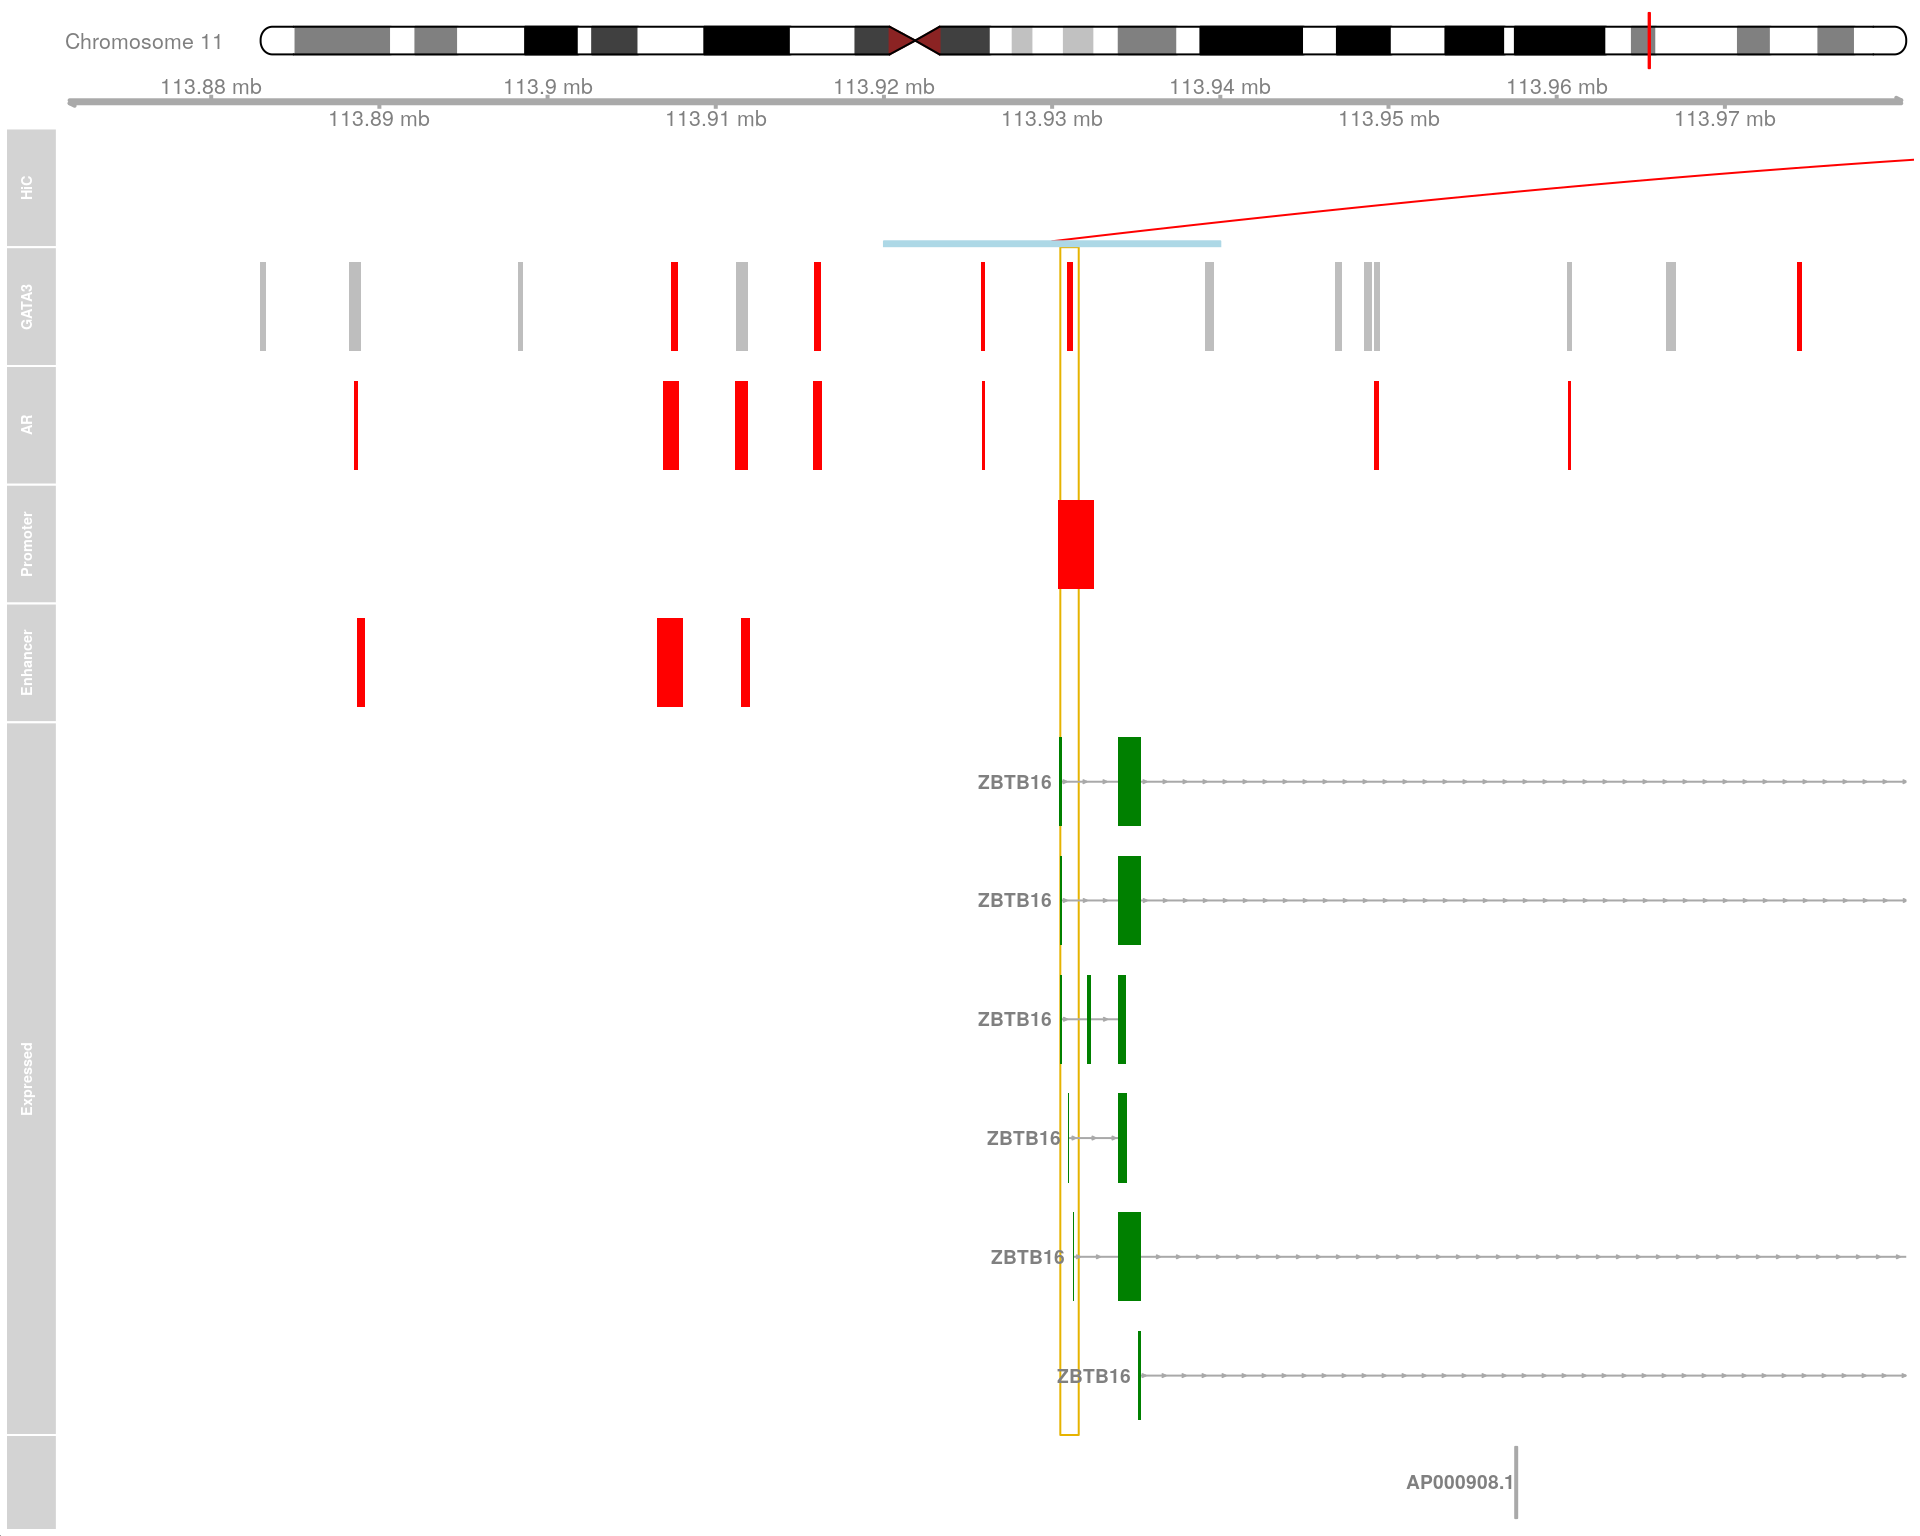 Chromosome 11
113.88 mb
113.9 mb
113.92 mb
113.94 mb
113.96 mb
113.89 mb
113.91 mb
113.93 mb
113.95 mb
113.97 mb
HiC
GATA3
AR
Promoter
Enhancer
Expressed
ZBTB16
ZBTB16
ZBTB16
ZBTB16
ZBTB16
ZBTB16
AP000908.1